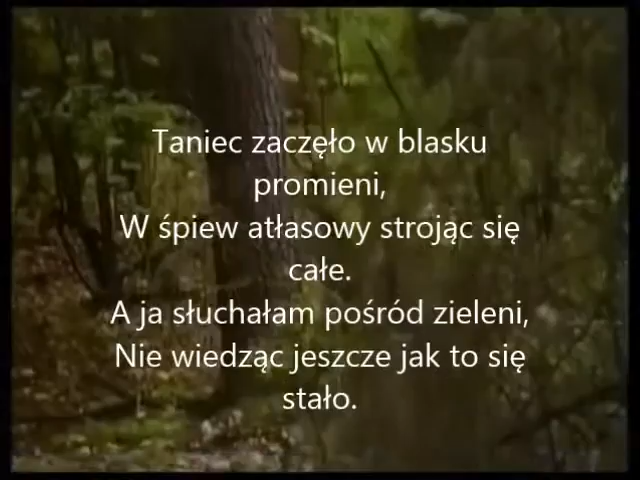 Taniec zaczęło w blasku
promieni,
W śpiew atłasowy strojąc się
całe.
A ja słuchałam pośród zieleni,
Nie wiedząc jeszcze jak to się
stało.